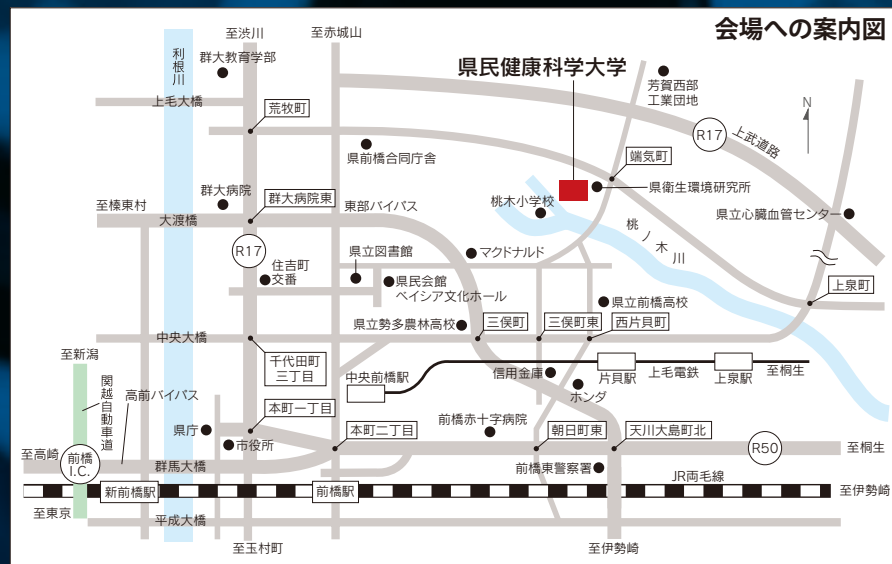 会場への案内図
至渋川
至赤城山
群大教育学部
利根川
県民健康科学大学
芳賀西部
工業団地
N
上毛大橋
荒牧町
R17
上武道路
県前橋合同庁舎
端気町
県衛生環境研究所
群大病院
群大病院東
至榛東村
大渡橋
東部バイパス
桃木小学校
桃ノ木川
県立心臓血管センター
R17
住吉町
交番
県立図書館
マクドナルド
県民会館
ベイシア文化ホール
県立前橋高校
上泉町
県立勢多農林高校
三俣町
三俣町東
西片貝町
中央大橋
至新潟
千代田町
三丁目
中央前橋駅
信用金庫
片貝駅
上毛電鉄
上泉駅
至桐生
関越自動車道
高前バイパス
ホンダ
本町一丁目
県庁
市役所
本町二丁目
前橋赤十字病院
朝日町東
天川大島町北
R50
至桐生
至高崎
前橋
I.C.
群馬大橋
前橋東警察署
JR両毛線
新前橋駅
前橋駅
至伊勢崎
至東京
平成大橋
至玉村町
至伊勢崎